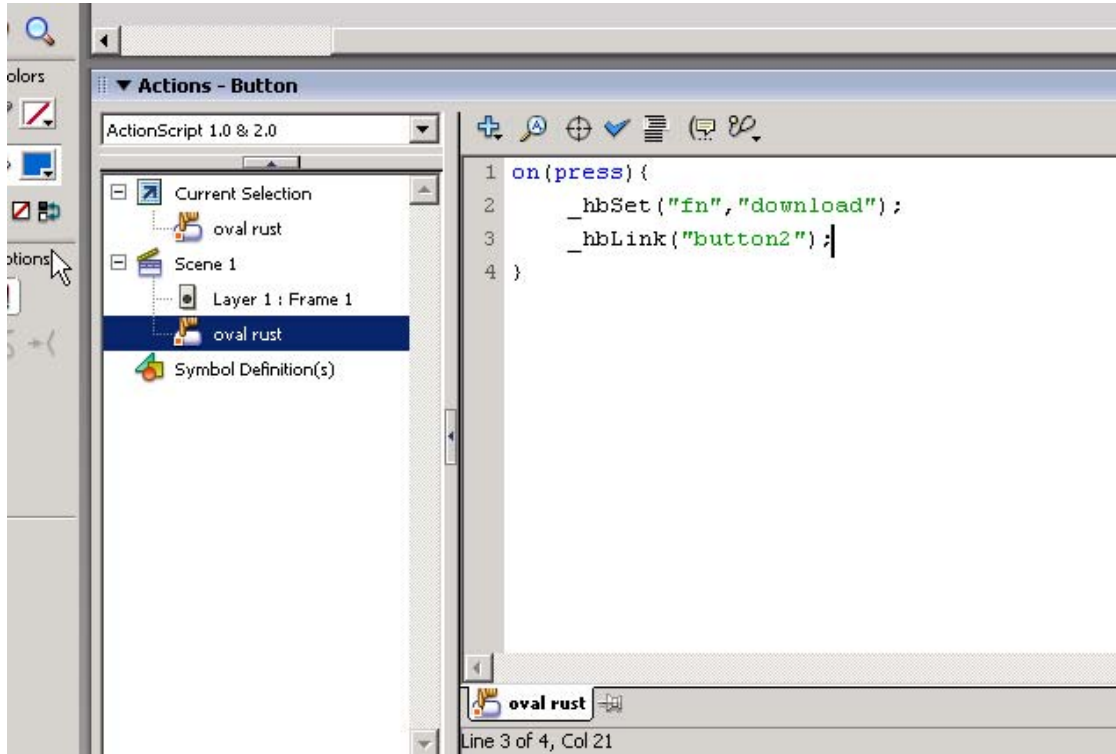 olors
Actions - Button
ActionScript 1.0 & 2.0
Current Selection
oval rust
Scene 1
Layer 1 : Frame 1
oval rust
Symbol Definition(s)
ptions
1 on(press){
2 _hbSet("fn","download");
3 _hbLink("button2");
4 }
oval rust
Line 3 of 4, Col 21